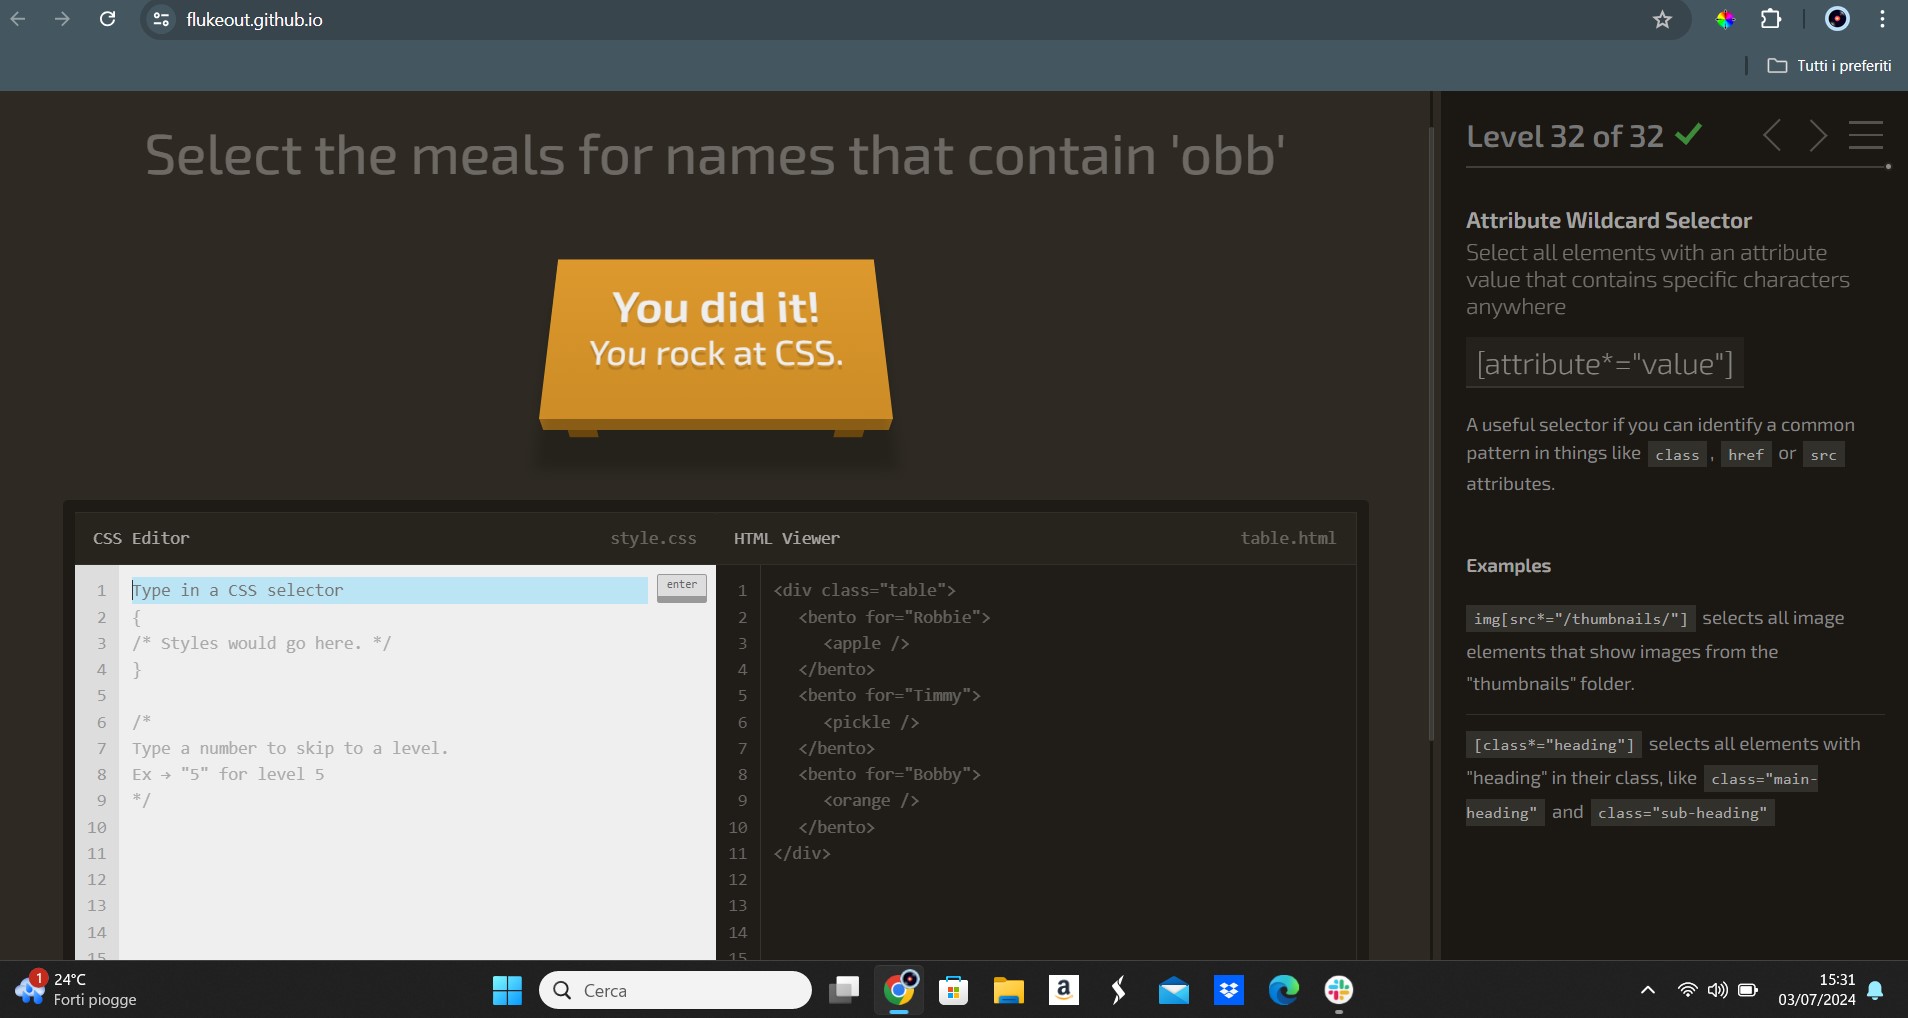 flukeout.github.io
Tutti i preferiti
Select the meals for names that contain 'obb'
You did it!
You rock at CSS.
CSS Editor
style.css
1
Type in a CSS selector
enter
2
{
3
/* Styles would go here. */
4
}
5
6
/*
7
Type a number to skip to a level.
8
Ex → "5" for level 5
9
*/
10
11
12
13
14
15
HTML Viewer
table.html
1
<div class="table">
2
<bento for="Robbie">
3
<apple />
4
</bento>
5
<bento for="Timmy">
6
<pickle />
7
</bento>
8
<bento for="Bobby">
9
<orange />
10
</bento>
11
</div>
12
13
14
15
Level 32 of 32
Attribute Wildcard Selector
Select all elements with an attribute
value that contains specific characters
anywhere
[attribute*="value"]
A useful selector if you can identify a common
pattern in things like class , href or src
attributes.
Examples
img[src*="/thumbnails/"] selects all image
elements that show images from the
"thumbnails" folder.
[class*="heading"] selects all elements with
"heading" in their class, like class="main-
heading" and class="sub-heading"
1
24°C
Forti piogge
Cerca
a
15:31
03/07/2024